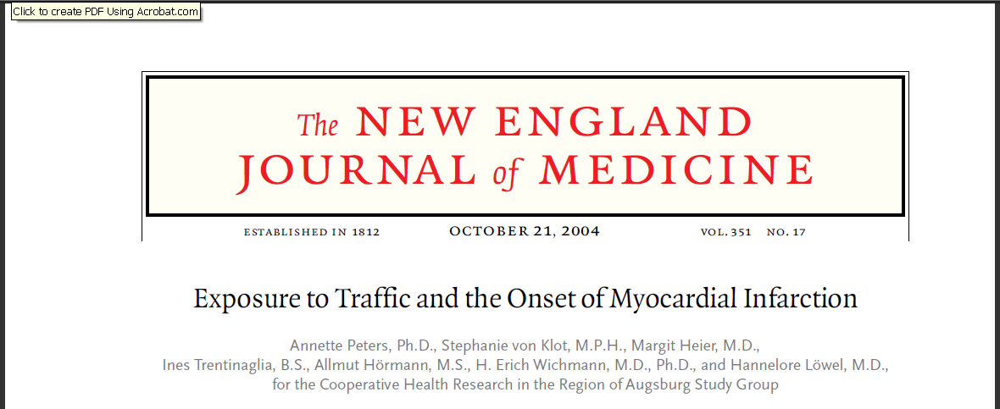 Click to create PDF Using Acrobat.com
The NEW ENGLAND
JOURNAL of MEDICINE
ESTABLISHED IN 1812 OCTOBER 21, 2004 VOL. 351 NO. 17
Exposure to Traffic and the Onset of Myocardial Infarction
Annette Peters, Ph.D., Stephanie von Klot, M.P.H., Margit Heier, M.D.,
Ines Trentinaglia, B.S., Allmut Hörmann, M.S., H. Erich Wichmann, M.D., Ph.D., and Hannelore Löwel, M.D.,
for the Cooperative Health Research in the Region of Augsburg Study Group